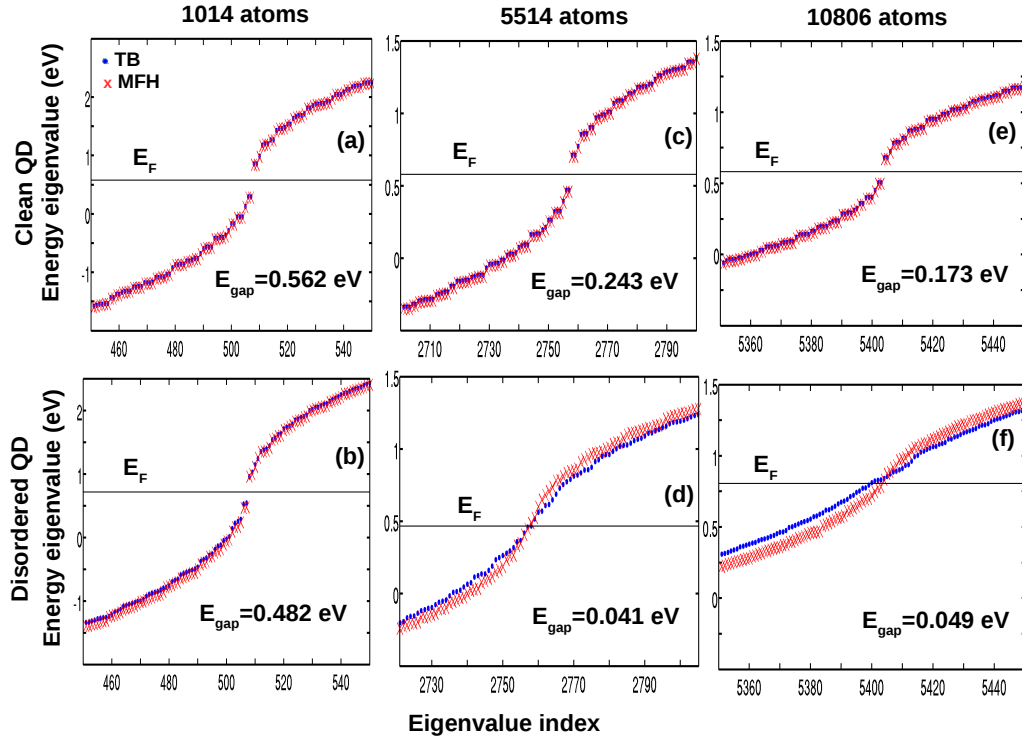 1014 atoms
5514 atoms
10806 atoms
Clean QD
Energy eigenvalue (eV)
TB
x MFH
2
1
0
-1
E_F
(a)
E_gap=0.562 eV
460 480 500 520 540
1.5
1
0.5
0
E_F
(c)
E_gap=0.243 eV
2710 2730 2750 2770 2790
1.5
1
0.5
0
E_F
(e)
E_gap=0.173 eV
5360 5380 5400 5420 5440
Disordered QD
Energy eigenvalue (eV)
2
1
0
-1
E_F
(b)
E_gap=0.482 eV
460 480 500 520 540
1.5
1
0.5
0
E_F
(d)
E_gap=0.041 eV
2730 2750 2770 2790
1.5
1
0.5
0
E_F
(f)
E_gap=0.049 eV
5360 5380 5400 5420 5440
Eigenvalue index